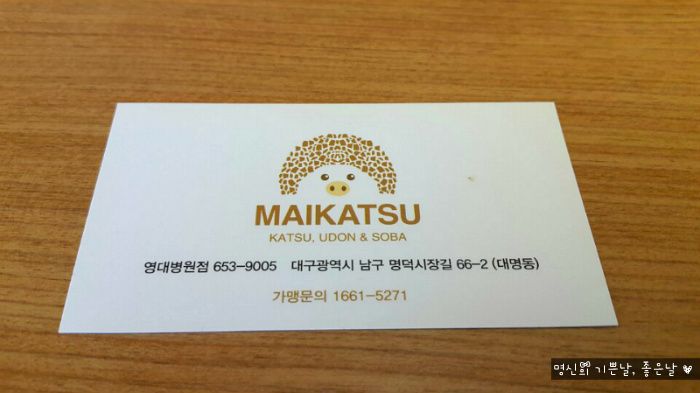 MAIKATSU
KATSU, UDON & SOBA
영대병원점 653-9005 대구광역시 남구 명덕시장길 66-2 (대명동)
가맹문의 1661-5271
명신의 기쁜날, 좋은날